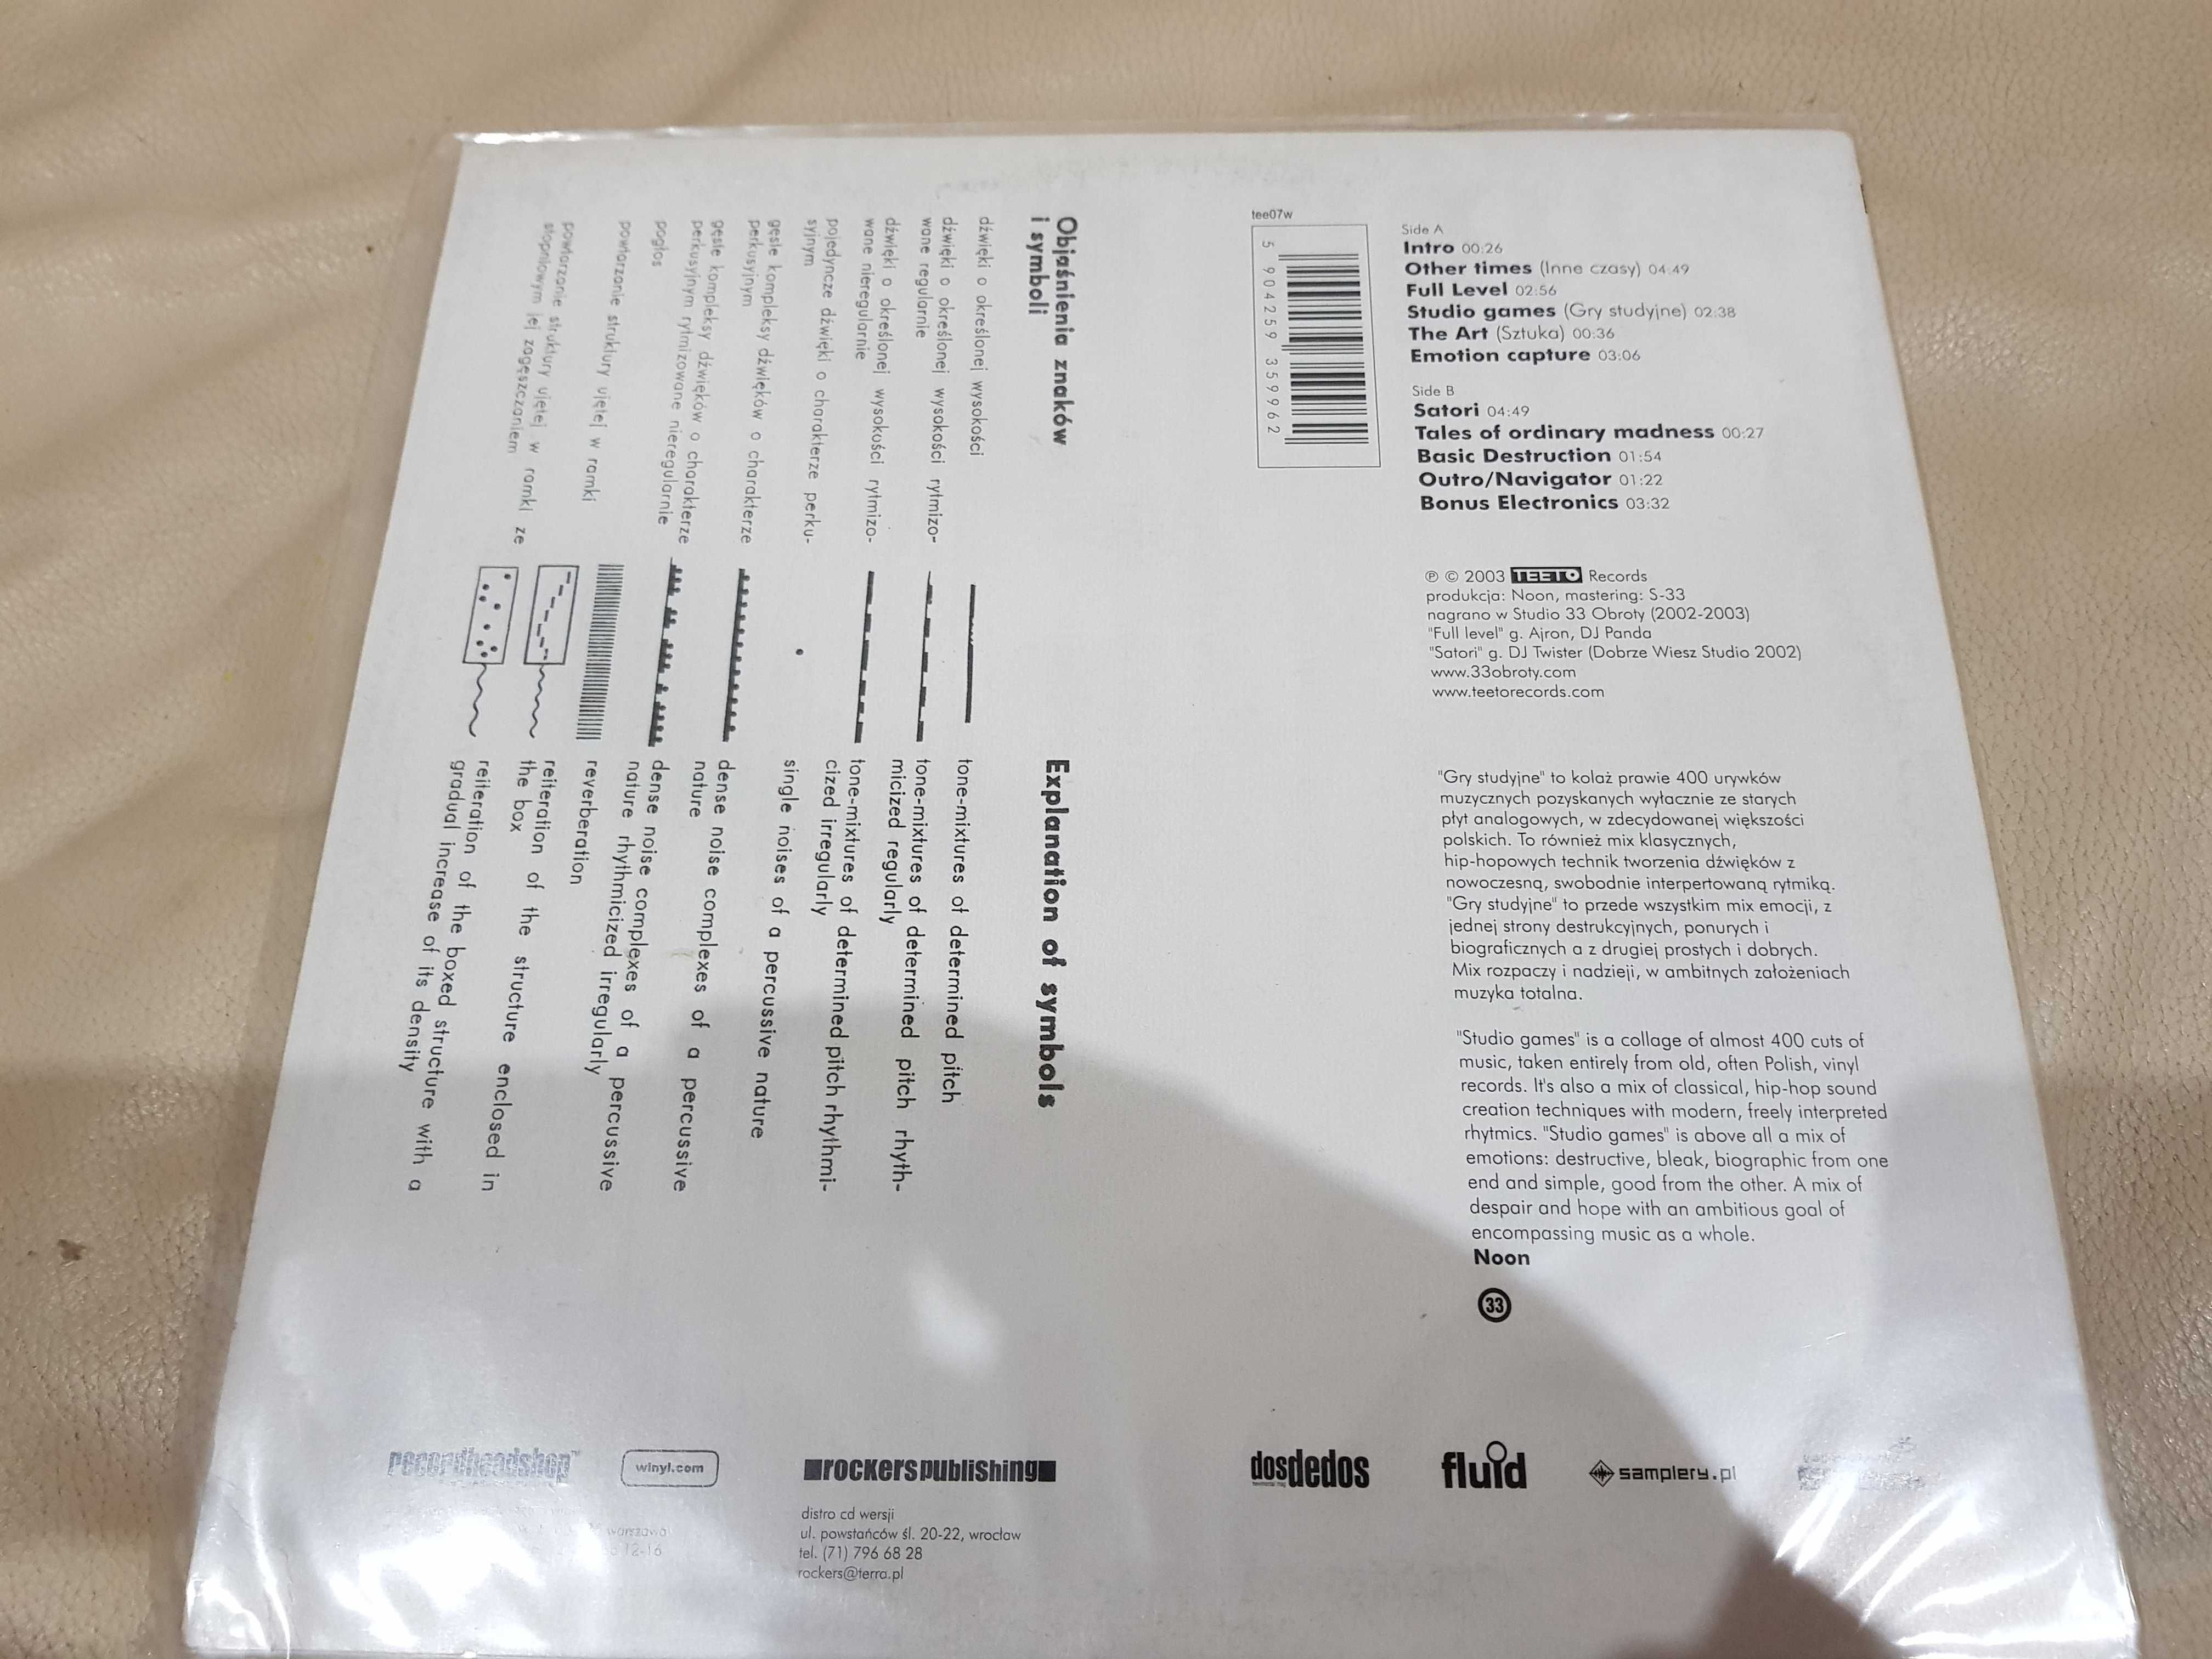 tee07w
5 904259 359962
Side A
Intro 00:26
Other times (Inne czasy) 04:49
Full Level 02:56
Studio games (Gry studyjne) 02:38
The Art (Sztuka) 00:36
Emotion capture 03:06
Side B
Satori 04:49
Tales of ordinary madness 00:27
Basic Destruction 01:54
Outro/Navigator 01:22
Bonus Electronics 03:32
℗ © 2003 TEETO Records
produkcja: Noon, mastering: S-33
nagrano w Studio 33 Obroty (2002-2003)
"Full level" g. Ajron, DJ Panda
"Satori" g. DJ Twister (Dobrze Wiesz Studio 2002)
www.33obroty.com
www.teetorecords.com
"Gry studyjne" to kolaż prawie 400 urywków
muzycznych pozyskanych wyłacznie ze starych
płyt analogowych, w zdecydowanej większości
polskich. To również mix klasycznych,
hip-hopowych technik tworzenia dźwięków z
nowoczesną, swobodnie interpertowaną rytmiką.
"Gry studyjne" to przede wszystkim mix emocji, z
jednej strony destrukcyjnych, ponurych i
biograficznych a z drugiej prostych i dobrych.
Mix rozpaczy i nadzieji, w ambitnych założeniach
muzyka totalna.
"Studio games" is a collage of almost 400 cuts of
music, taken entirely from old, often Polish, vinyl
records. It's also a mix of classical, hip-hop sound
creation techniques with modern, freely interpreted
rhytmics. "Studio games" is above all a mix of
emotions: destructive, bleak, biographic from one
end and simple, good from the other. A mix of
despair and hope with an ambitious goal of
encompassing music as a whole.
Noon
33
Objaśnienia znaków
i symboli
dźwięki o określonej wysokości
dźwięki o określonej wysokości rytmizo-
wane regularnie
dźwięki o określonej wysokości rytmizo-
wane nieregularnie
pojedyncze dźwięki o charakterze perku-
syjnym
gęste kompleksy dźwięków o charakterze
perkusyjnym
gęste kompleksy dźwięków o charakterze
perkusyjnym rytmizowane nieregularnie
pogłos
powtarzanie struktury ujętej w ramki
powtarzanie struktury ujętej w ramki ze
stopniowym jej zagęszczaniem
Explanation of symbols
tone-mixtures of determined pitch
tone-mixtures of determined pitch rhyth-
micized regularly
tone-mixtures of determined pitch rhythmi-
cized irregularly
single noises of a percussive nature
dense noise complexes of a percussive
nature
dense noise complexes of a percussive
nature rhythmicized irregularly
reverberation
reiteration of the structure enclosed in
the box
reiteration of the boxed structure with a
gradual increase of its density
recordheadshop™
winyl.com
rockerspublishing
dosdedos
fluid
samplery.pl
warszawa
12-16
distro cd wersji
ul. powstańców śl. 20-22, wrocław
tel. (71) 796 68 28
rockers@terra.pl